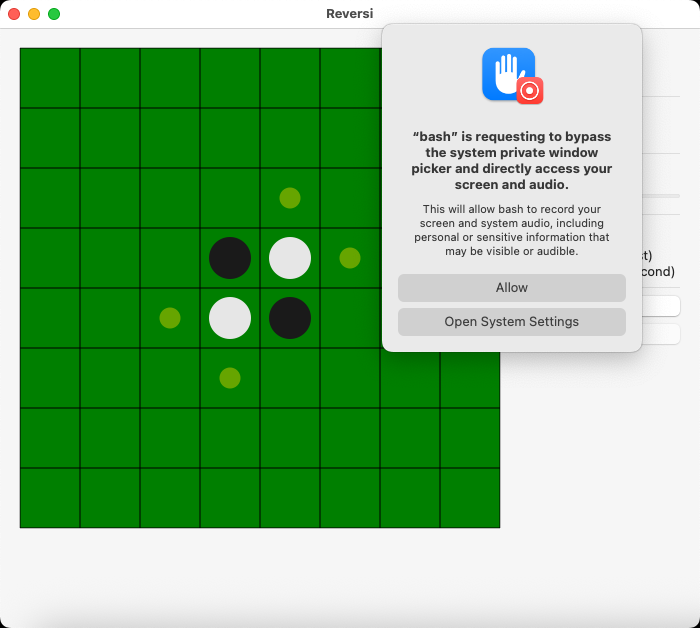 Reversi
“bash” is requesting to bypass
the system private window
picker and directly access your
screen and audio.
This will allow bash to record your
screen and system audio, including
personal or sensitive information that
may be visible or audible.
st)
cond)
Allow
Open System Settings